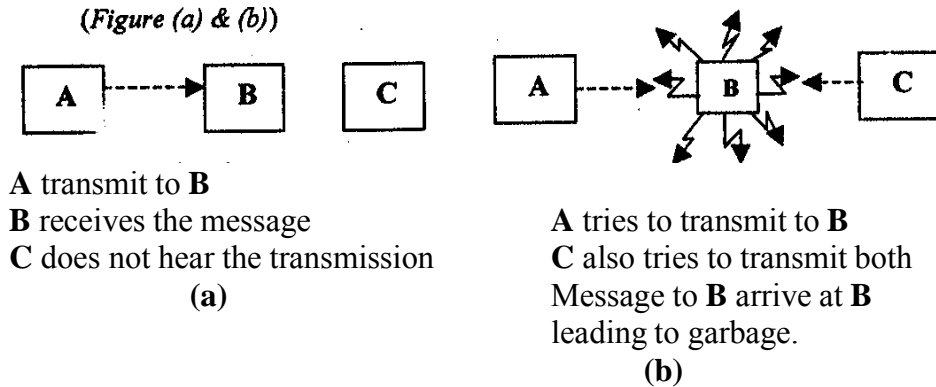 (Figure (a) & (b))
A B C
A B C
A transmit to B
B receives the message
C does not hear the transmission
(a)
A tries to transmit to B
C also tries to transmit both
Message to B arrive at B
leading to garbage.
(b)